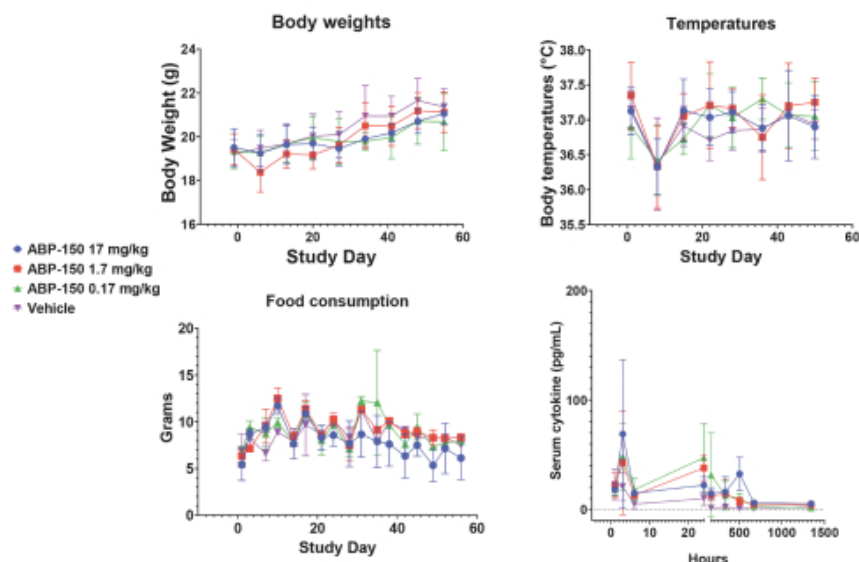 Body weights
24
22
20
18
16
Body Weight (g)
0 20 40 60
Study Day
Temperatures
38.0
37.5
37.0
36.5
36.0
35.5
Body temperatures (°C)
0 20 40 60
Study Day
ABP-150 17 mg/kg
ABP-150 1.7 mg/kg
ABP-150 0.17 mg/kg
Vehicle
Food consumption
20
15
10
5
0
Grams
0 20 40 60
Study Day
200
100
0
Serum cytokine (pg/mL)
0 10 20 500 1000 1500
Hours